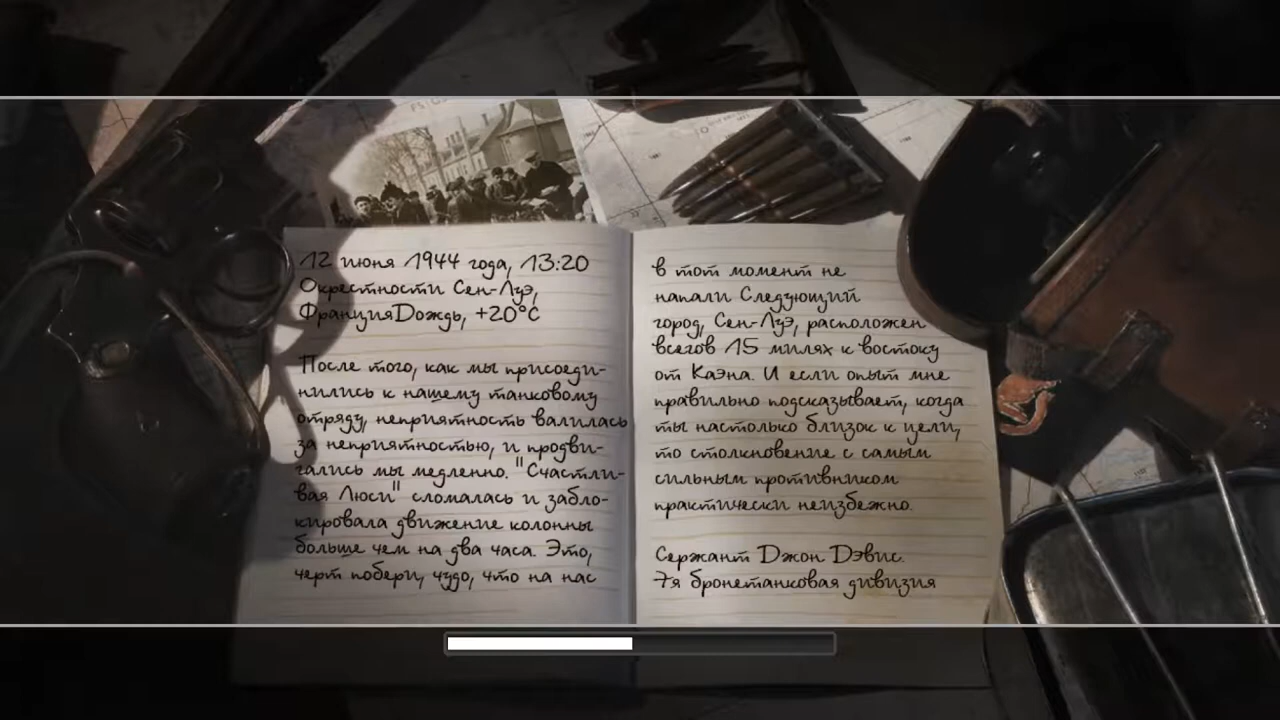 12 июня 1944 года, 13:20
Окрестности Сен-Луэ,
ФранцияДождь, +20°C
После того, как мы присоеди-
нились к нашему танковому
отряду, неприятность валилась
за неприятностью, и продви-
гались мы медленно. "Счастли-
вая Люси" сломалась и забло-
кировала движение колонны
больше чем на два часа. Это,
черт побери, чудо, что на нас
в тот момент не
напали Следующий
город, Сен-Луэ, расположен
всегов 15 милях к востоку
от Каэна. И если опыт мне
правильно подсказывает, когда
ты настолько близок к цели,
то столкновение с самым
сильным противником
практически неизбежно.
Сержант Джон Дэвис.
7я бронетанковая дивизия